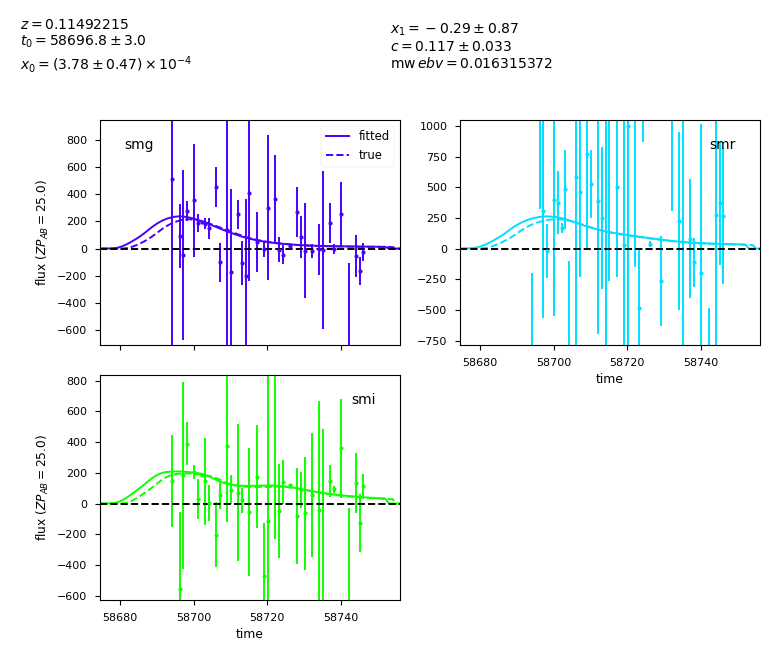 z = 0.11492215
t₀ = 58696.8 ± 3.0
x₀ = (3.78 ± 0.47) × 10⁻⁴
x₁ = −0.29 ± 0.87
c = 0.117 ± 0.033
mw ebv = 0.016315372
smg
fitted
true
800
600
400
200
0
−200
−400
−600
flux (ZP_AB = 25.0)
smr
1000
750
500
250
0
−250
−500
−750
58680 58700 58720 58740
time
smi
800
600
400
200
0
−200
−400
−600
flux (ZP_AB = 25.0)
58680 58700 58720 58740
time